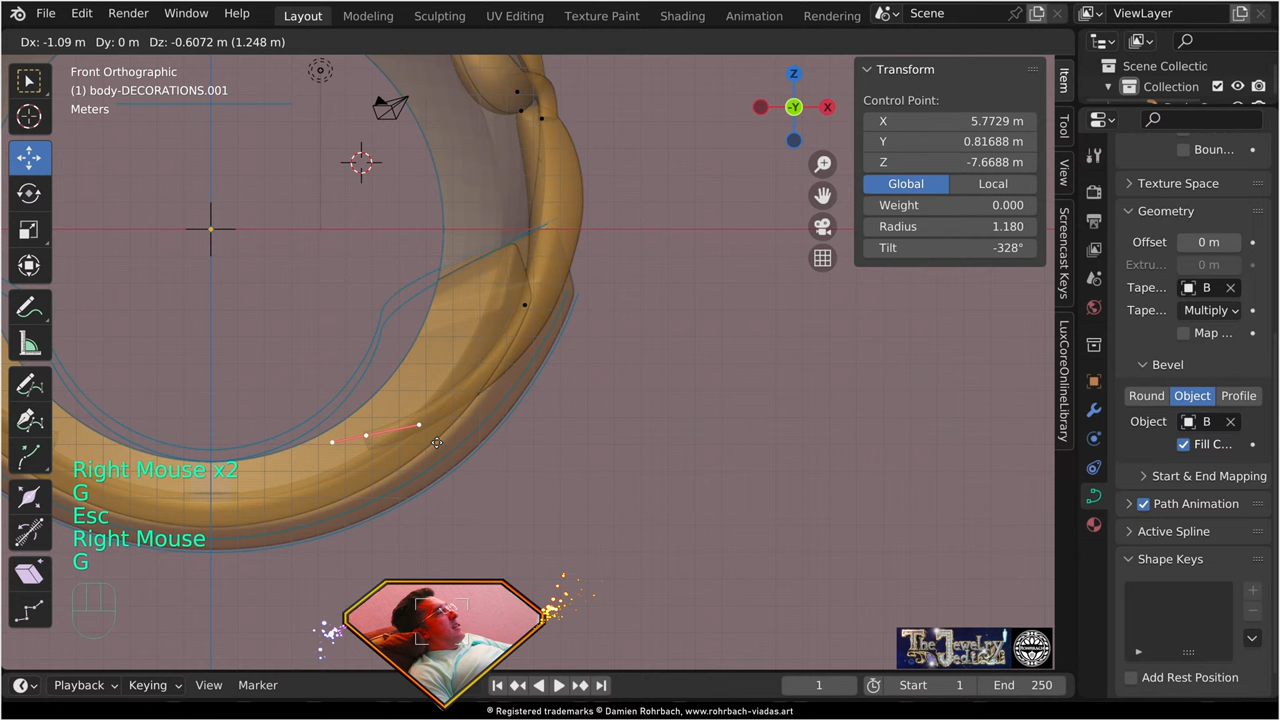 File Edit Render Window Help Layout Modeling Sculpting UV Editing Texture Paint Shading Animation Rendering Scene ViewLayer
Dx: -1.09 m Dy: 0 m Dz: -0.6072 m (1.248 m)
Front Orthographic
(1) body-DECORATIONS.001
Meters
Z
-Y
X
Transform
Control Point:
X 5.7729 m
Y 0.81688 m
Z -7.6688 m
Global Local
Weight 0.000
Radius 1.180
Tilt -328°
Item
Tool
View
Screencast Keys
LuxCoreOnlineLibrary
Scene Collectic
Collection
Boun...
Texture Space
Geometry
Offset 0 m
Extru... 0 m
Tape... B
Tape... Multiply
Map ...
Bevel
Round Object Profile
Object B
Fill C...
Start & End Mapping
Path Animation
Active Spline
Shape Keys
Add Rest Position
Right Mouse x2
G
Esc
Right Mouse
G
The Jewelry Vedities
ROHRBACH
Playback Keying View Marker 1 Start 1 End 250
® Registered trademarks © Damien Rohrbach, www.rohrbach-viadas.art